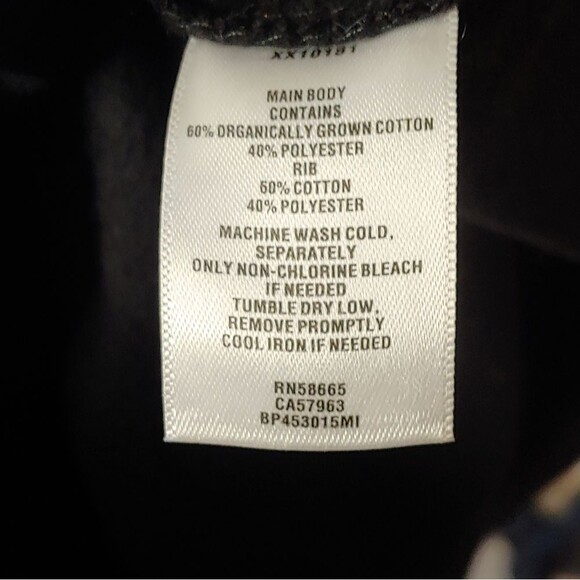 XX10191
MAIN BODY
CONTAINS
60% ORGANICALLY GROWN COTTON
40% POLYESTER
RIB
60% COTTON
40% POLYESTER
MACHINE WASH COLD,
SEPARATELY
ONLY NON-CHLORINE BLEACH
IF NEEDED
TUMBLE DRY LOW,
REMOVE PROMPTLY
COOL IRON IF NEEDED
RN58665
CA57963
BP453015MI